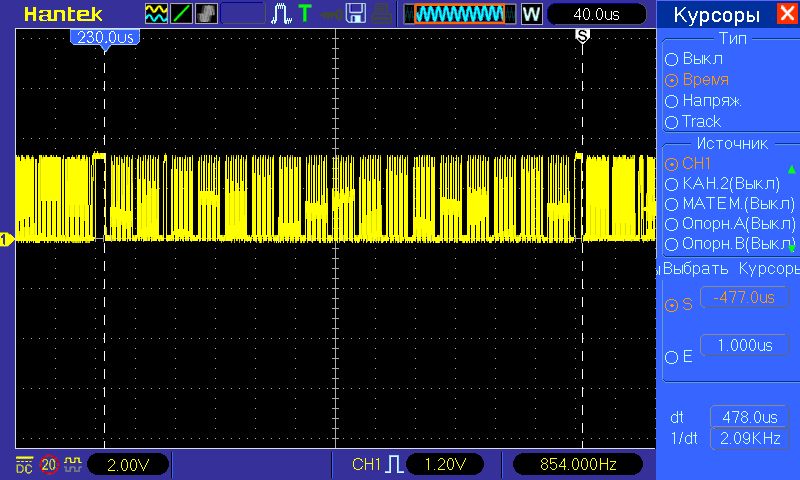 Hantek
T
W
40.0us
Курсоры
230.0us
S
Тип
Выкл
Время
Напряж.
Track
Источник
CH1
КАН.2(Выкл)
МАТЕМ.(Выкл)
Опорн.А(Выкл)
Опорн.В(Выкл)
1
Выбрать Курсоры
S
-477.0us
E
1.000us
dt
478.0us
1/dt
2.09KHz
DC
20
2.00V
CH1
1.20V
854.000Hz